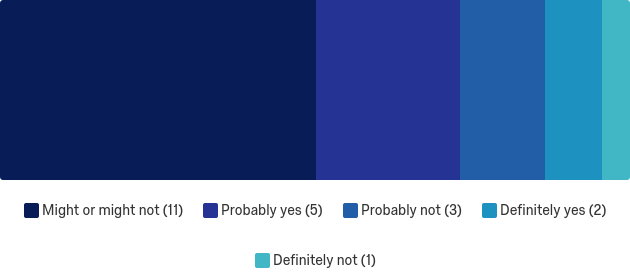 Might or might not (11) Probably yes (5) Probably not (3) Definitely yes (2)
Definitely not (1)